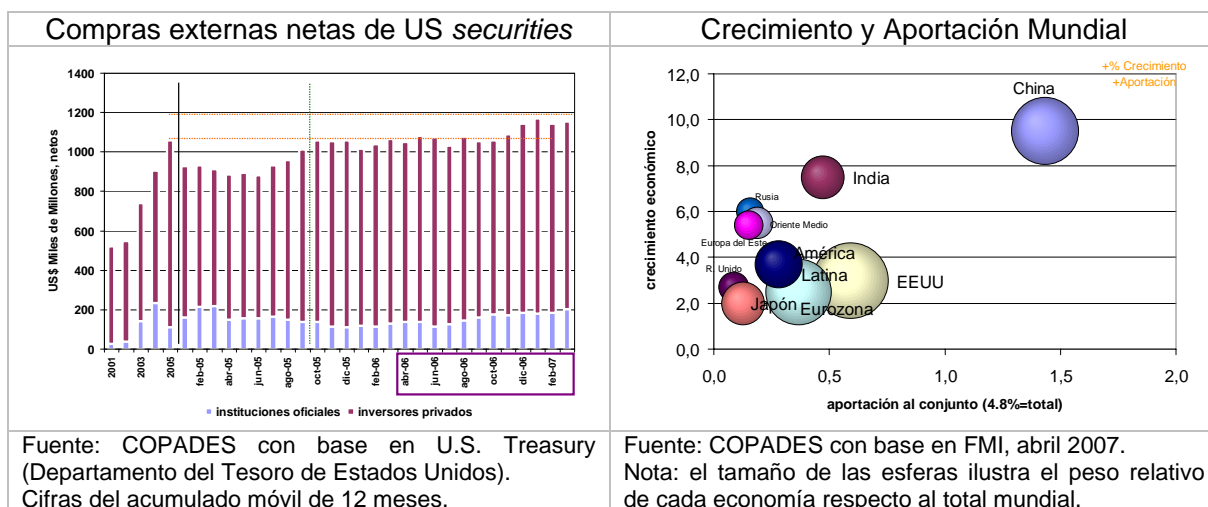 Compras externas netas de US securities
US$ Miles de Millones, netos
1400
1200
1000
800
600
400
200
0
2001
2003
2005
feb-05
abr-05
jun-05
ago-05
oct-05
dic-05
feb-06
abr-06
jun-06
ago-06
oct-06
dic-06
feb-07
instituciones oficiales
inversores privados
Fuente: COPADES con base en U.S. Treasury
(Departamento del Tesoro de Estados Unidos).
Cifras del acumulado móvil de 12 meses.
Crecimiento y Aportación Mundial
+% Crecimiento
+Aportación
crecimiento económico
12,0
10,0
8,0
6,0
4,0
2,0
0,0
China
India
Rusia
Oriente Medio
Europa del Este
América
Latina
R. Unido
EEUU
Japón
Eurozona
0,0
0,5
1,0
1,5
2,0
aportación al conjunto (4.8%=total)
Fuente: COPADES con base en FMI, abril 2007.
Nota: el tamaño de las esferas ilustra el peso relativo
de cada economía respecto al total mundial.